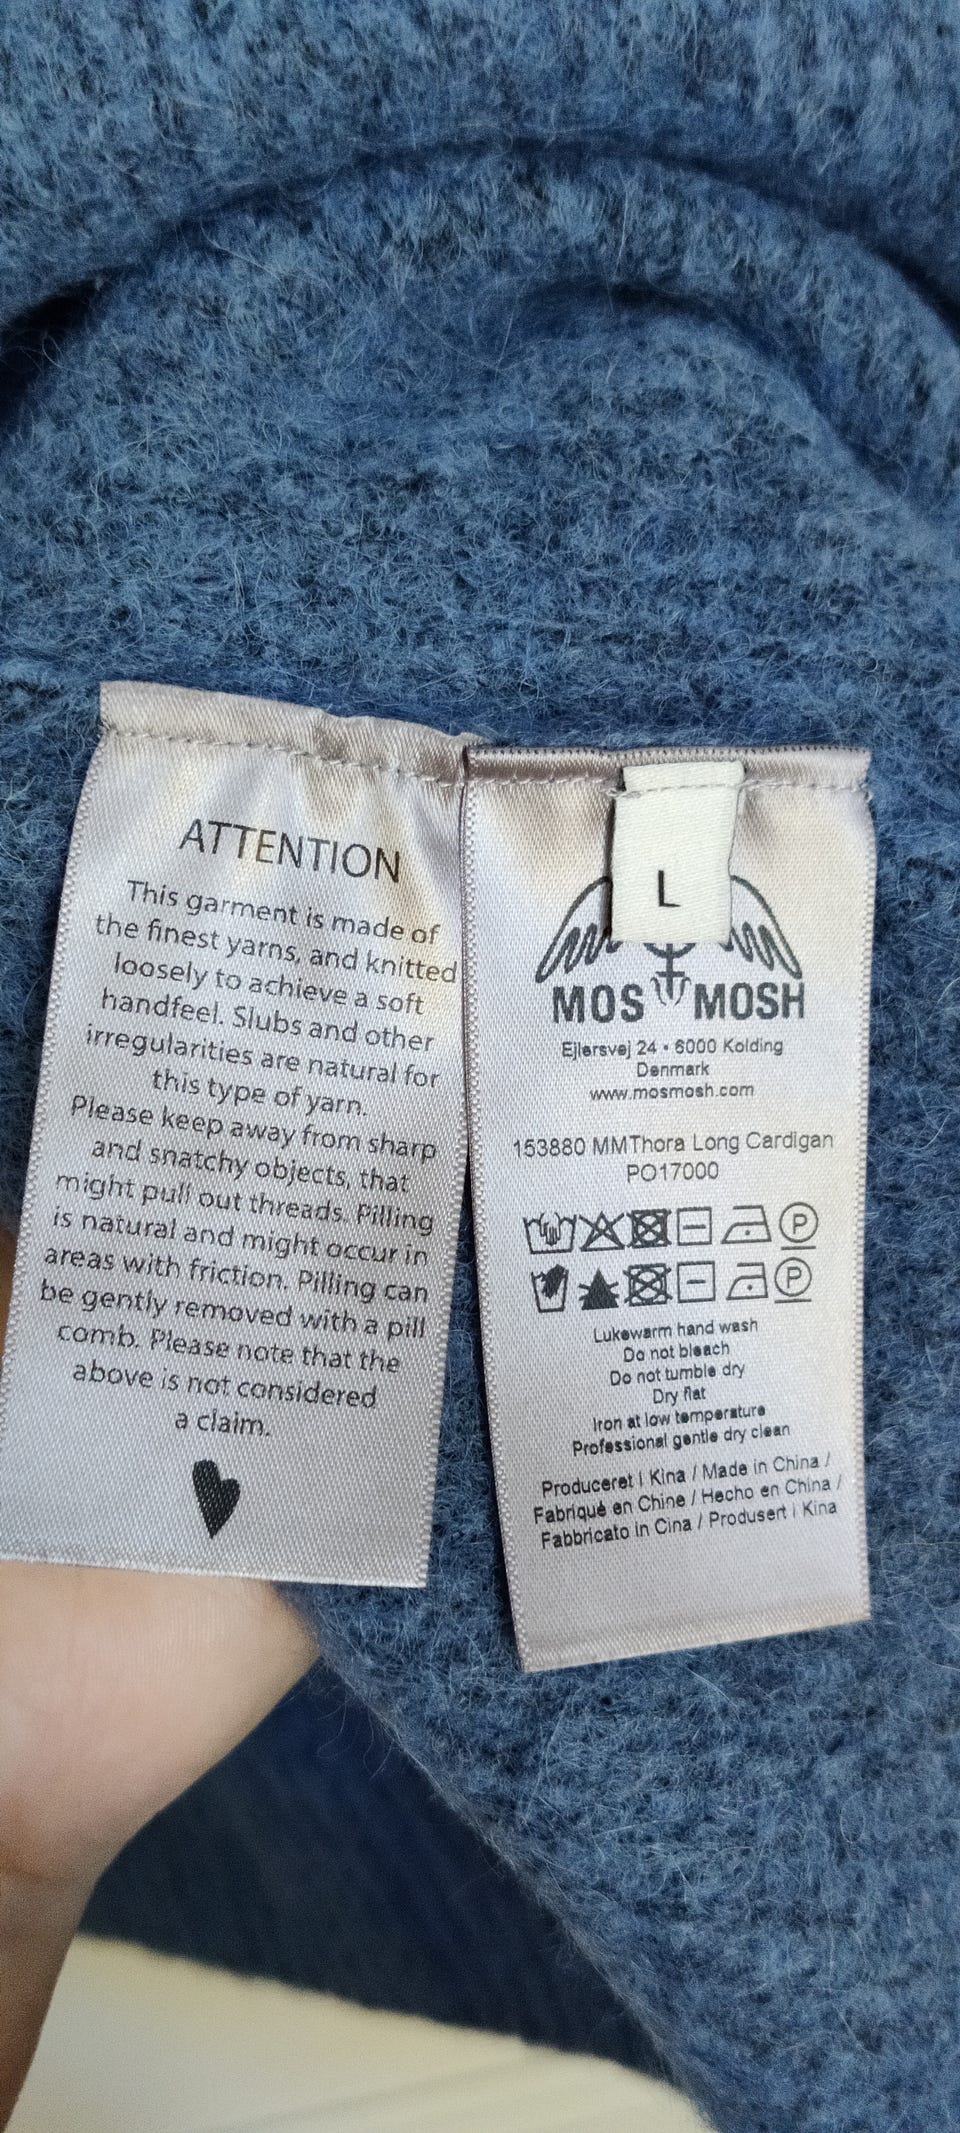 ATTENTION
This garment is made of
the finest yarns, and knitted
loosely to achieve a soft
handfeel. Slubs and other
irregularities are natural for
this type of yarn.
Please keep away from sharp
and snatchy objects, that
might pull out threads. Pilling
is natural and might occur in
areas with friction. Pilling can
be gently removed with a pill
comb. Please note that the
above is not considered
a claim.
L
MOS MOSH
Ejlersvej 24 • 6000 Kolding
Denmark
www.mosmosh.com
153880 MMThora Long Cardigan
PO17000
P
P
Lukewarm hand wash
Do not bleach
Do not tumble dry
Dry flat
Iron at low temperature
Professional gentle dry clean
Produceret i Kina / Made in China /
Fabriqué en Chine / Hecho en China /
Fabbricato in Cina / Produsert i Kina